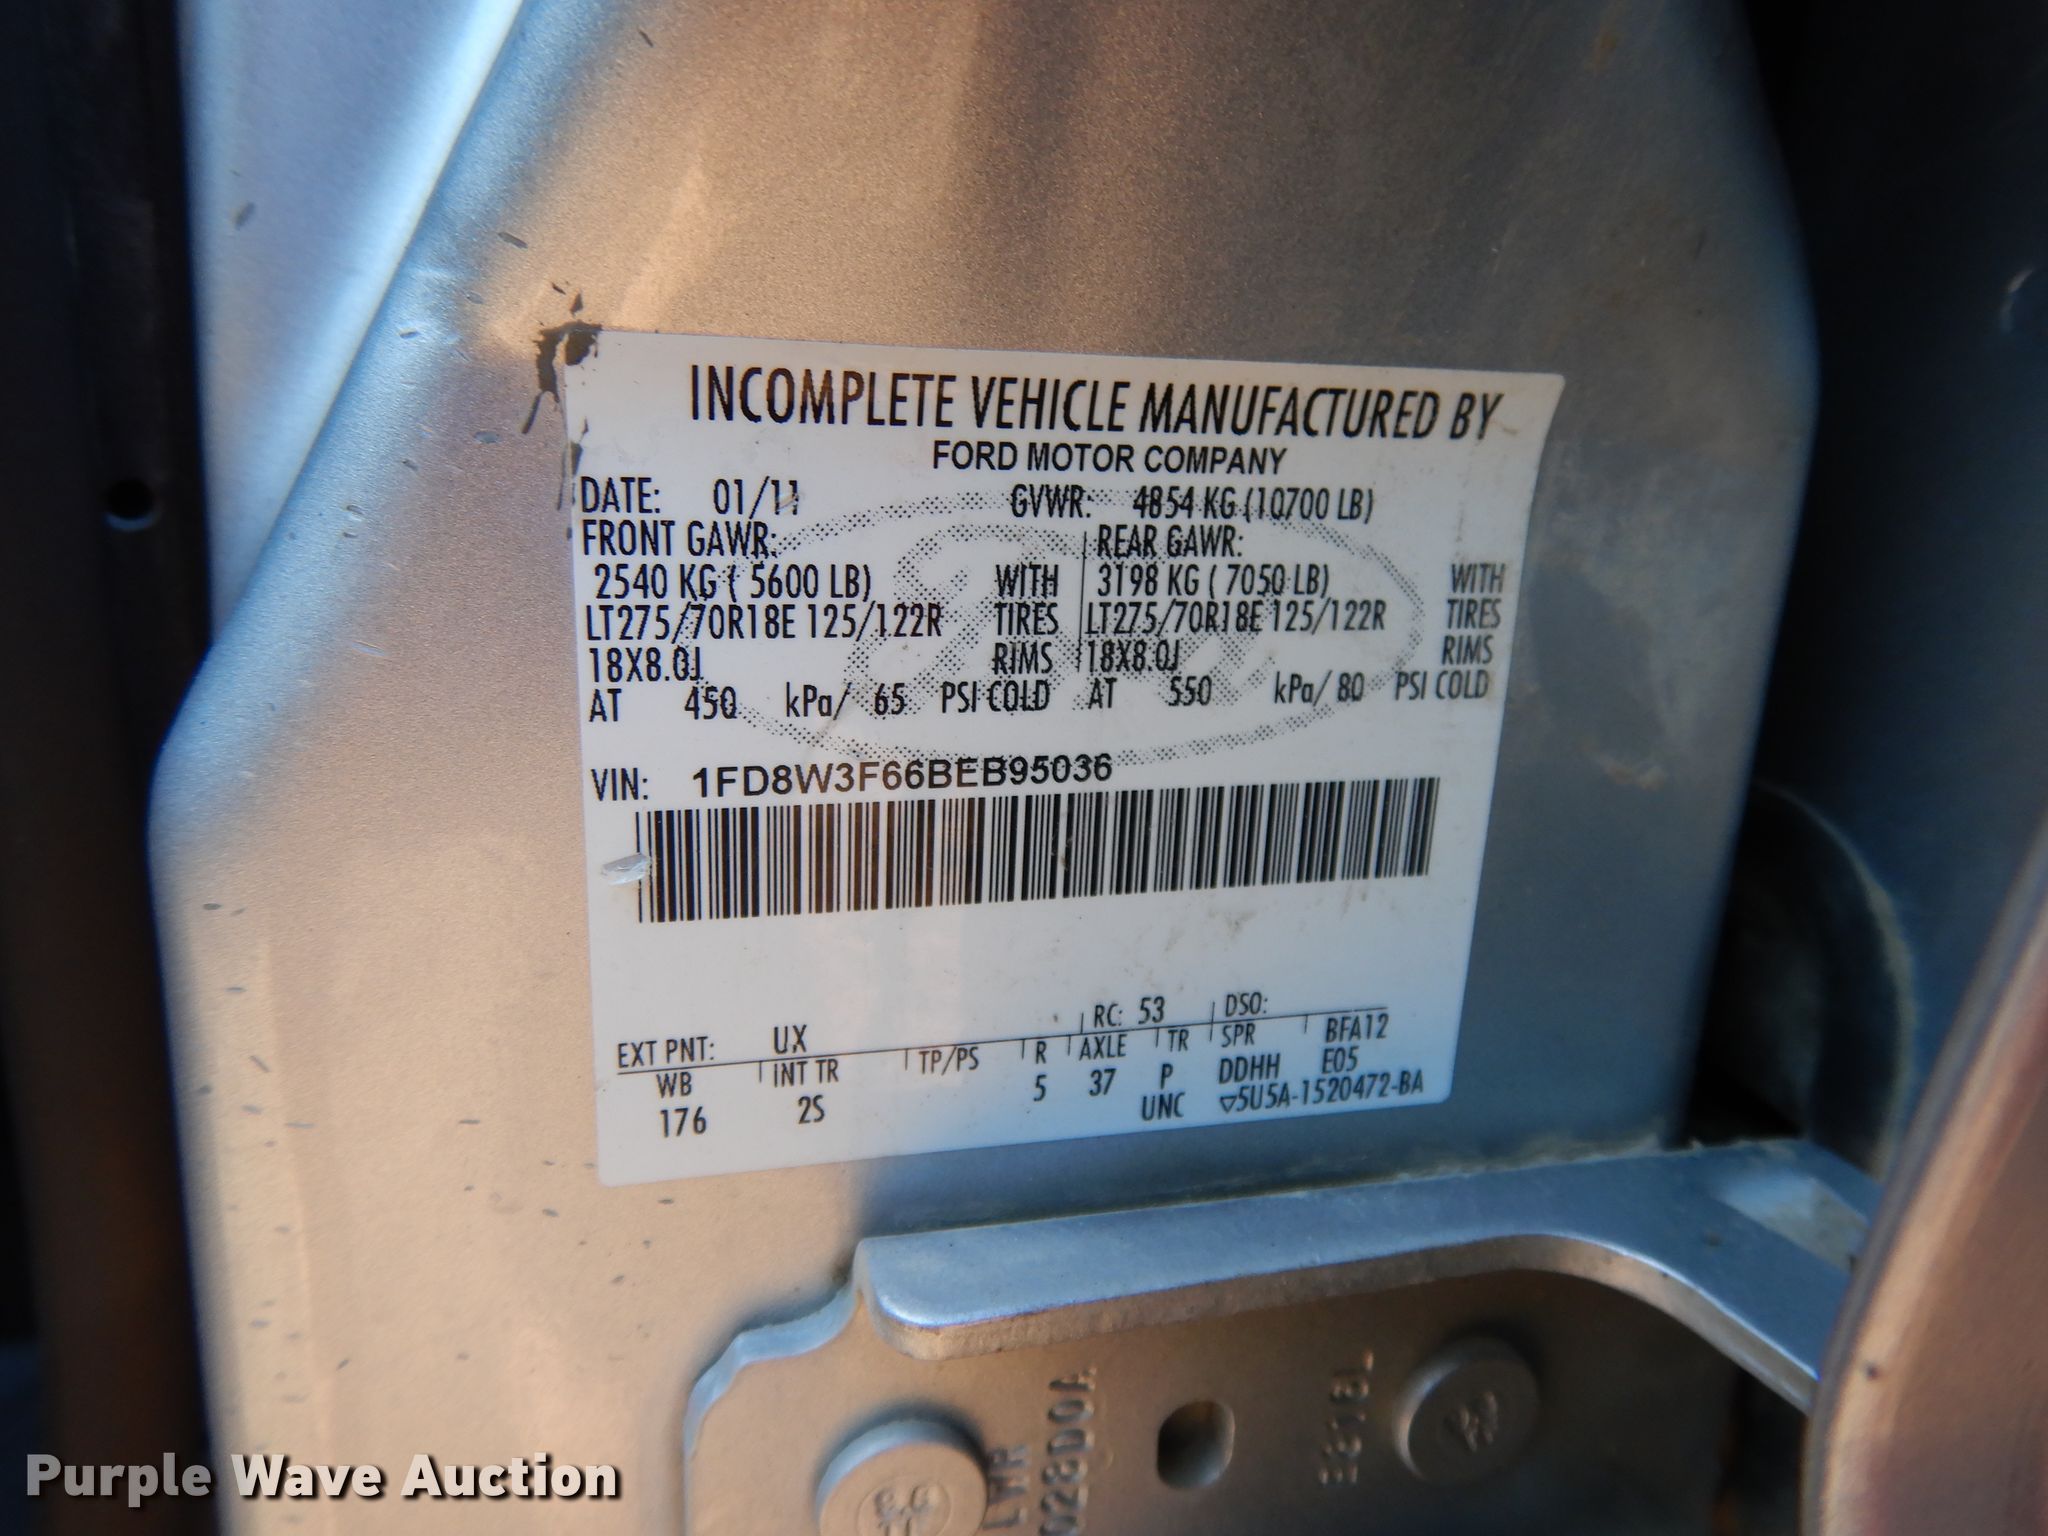 INCOMPLETE VEHICLE MANUFACTURED BY
FORD MOTOR COMPANY
DATE: 01/11 GVWR: 4854 KG (10700 LB)
FRONT GAWR: REAR GAWR:
2540 KG ( 5600 LB) WITH 3198 KG ( 7050 LB) WITH
LT275/70R18E 125/122R TIRES LT275/70R18E 125/122R TIRES
18X8.0J RIMS 18X8.0J RIMS
AT 450 kPa/ 65 PSI COLD AT 550 kPa/ 80 PSI COLD
VIN: 1FD8W3F66BEB95036
EXT PNT: UX RC: 53 DSO:
WB INT TR TP/PS R AXLE TR SPR BFA12
176 2S 5 37 P DDHH E05
UNC ▽5U5A-1520472-BA
LWR
028D0A
Purple Wave Auction